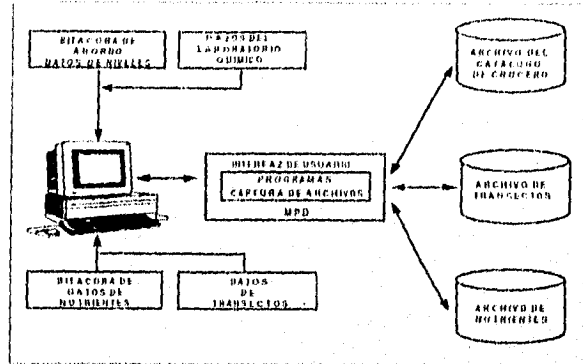 BITACORA DE
ABORDO
DATOS DE NIVELES
DATOS DEL
LABORATORIO
QUIMICO
ARCHIVO DEL
CATALOGO
DE CRUCERO
INTERFAZ DE USUARIO
PROGRAMAS
CAPTURA DE ARCHIVOS
MPD
ARCHIVO DE
TRANSECTOS
BITACORA DE
DATOS DE
NUTRIENTES
DATOS
DE
TRANSECTOS
ARCHIVO DE
NUTRIENTES